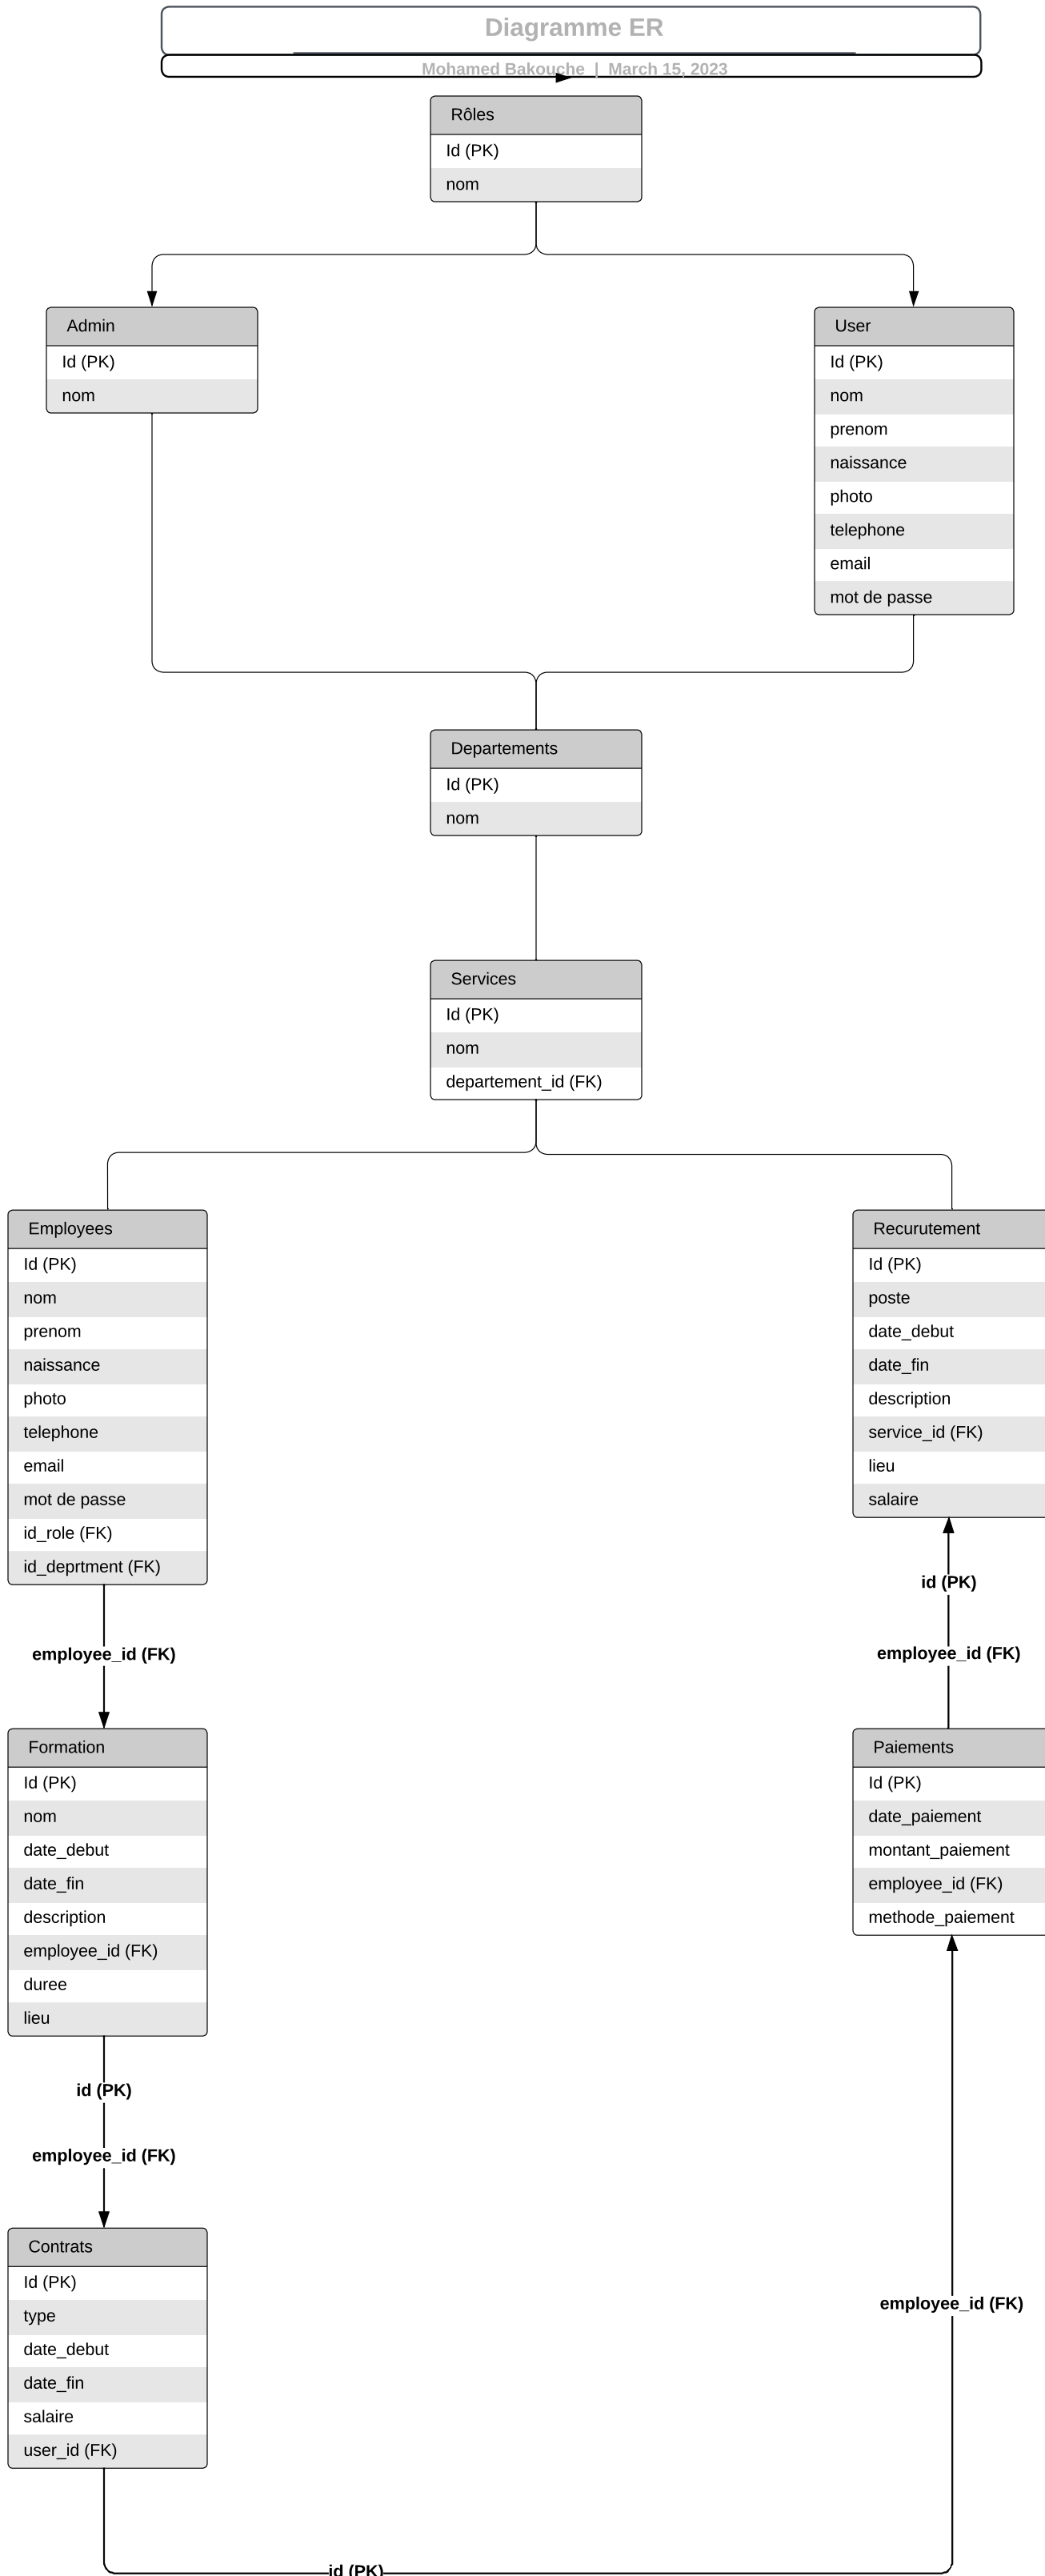 Diagramme ER
Mohamed Bakouche | March 15, 2023
Rôles
Id (PK)
nom
Admin
Id (PK)
nom
User
Id (PK)
nom
prenom
naissance
photo
telephone
email
mot de passe
Departements
Id (PK)
nom
Services
Id (PK)
nom
departement_id (FK)
Employees
Id (PK)
nom
prenom
naissance
photo
telephone
email
mot de passe
id_role (FK)
id_deprtment (FK)
Recurutement
Id (PK)
poste
date_debut
date_fin
description
service_id (FK)
lieu
salaire
id (PK)
employee_id (FK)
employee_id (FK)
Formation
Id (PK)
nom
date_debut
date_fin
description
employee_id (FK)
duree
lieu
Paiements
Id (PK)
date_paiement
montant_paiement
employee_id (FK)
methode_paiement
id (PK)
employee_id (FK)
Contrats
Id (PK)
type
date_debut
date_fin
salaire
user_id (FK)
employee_id (FK)
id (PK)